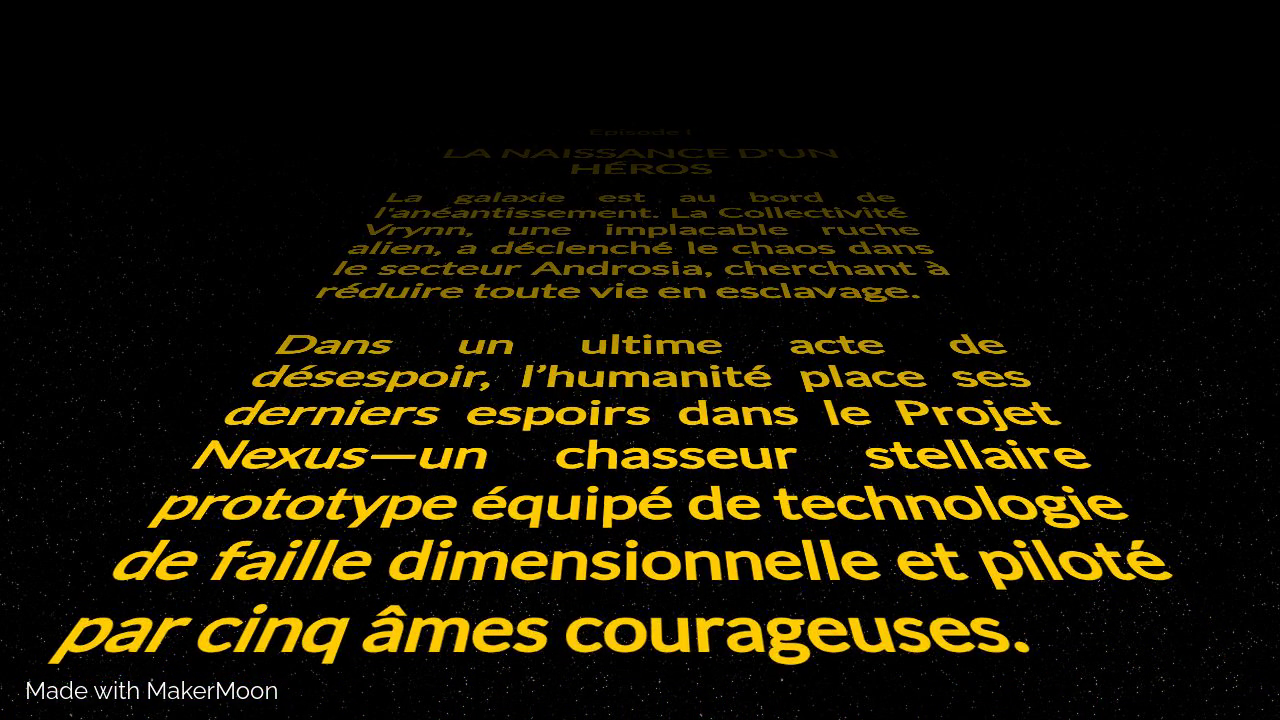 Episode I
LA NAISSANCE D'UN
HÉROS
La galaxie est au bord de
l'anéantissement. La Collectivité
Vrynn, une implacable ruche
alien, a déclenché le chaos dans
le secteur Androsia, cherchant à
réduire toute vie en esclavage.
Dans un ultime acte de
désespoir, l’humanité place ses
derniers espoirs dans le Projet
Nexus—un chasseur stellaire
prototype équipé de technologie
de faille dimensionnelle et piloté
par cinq âmes courageuses.
Made with MakerMoon